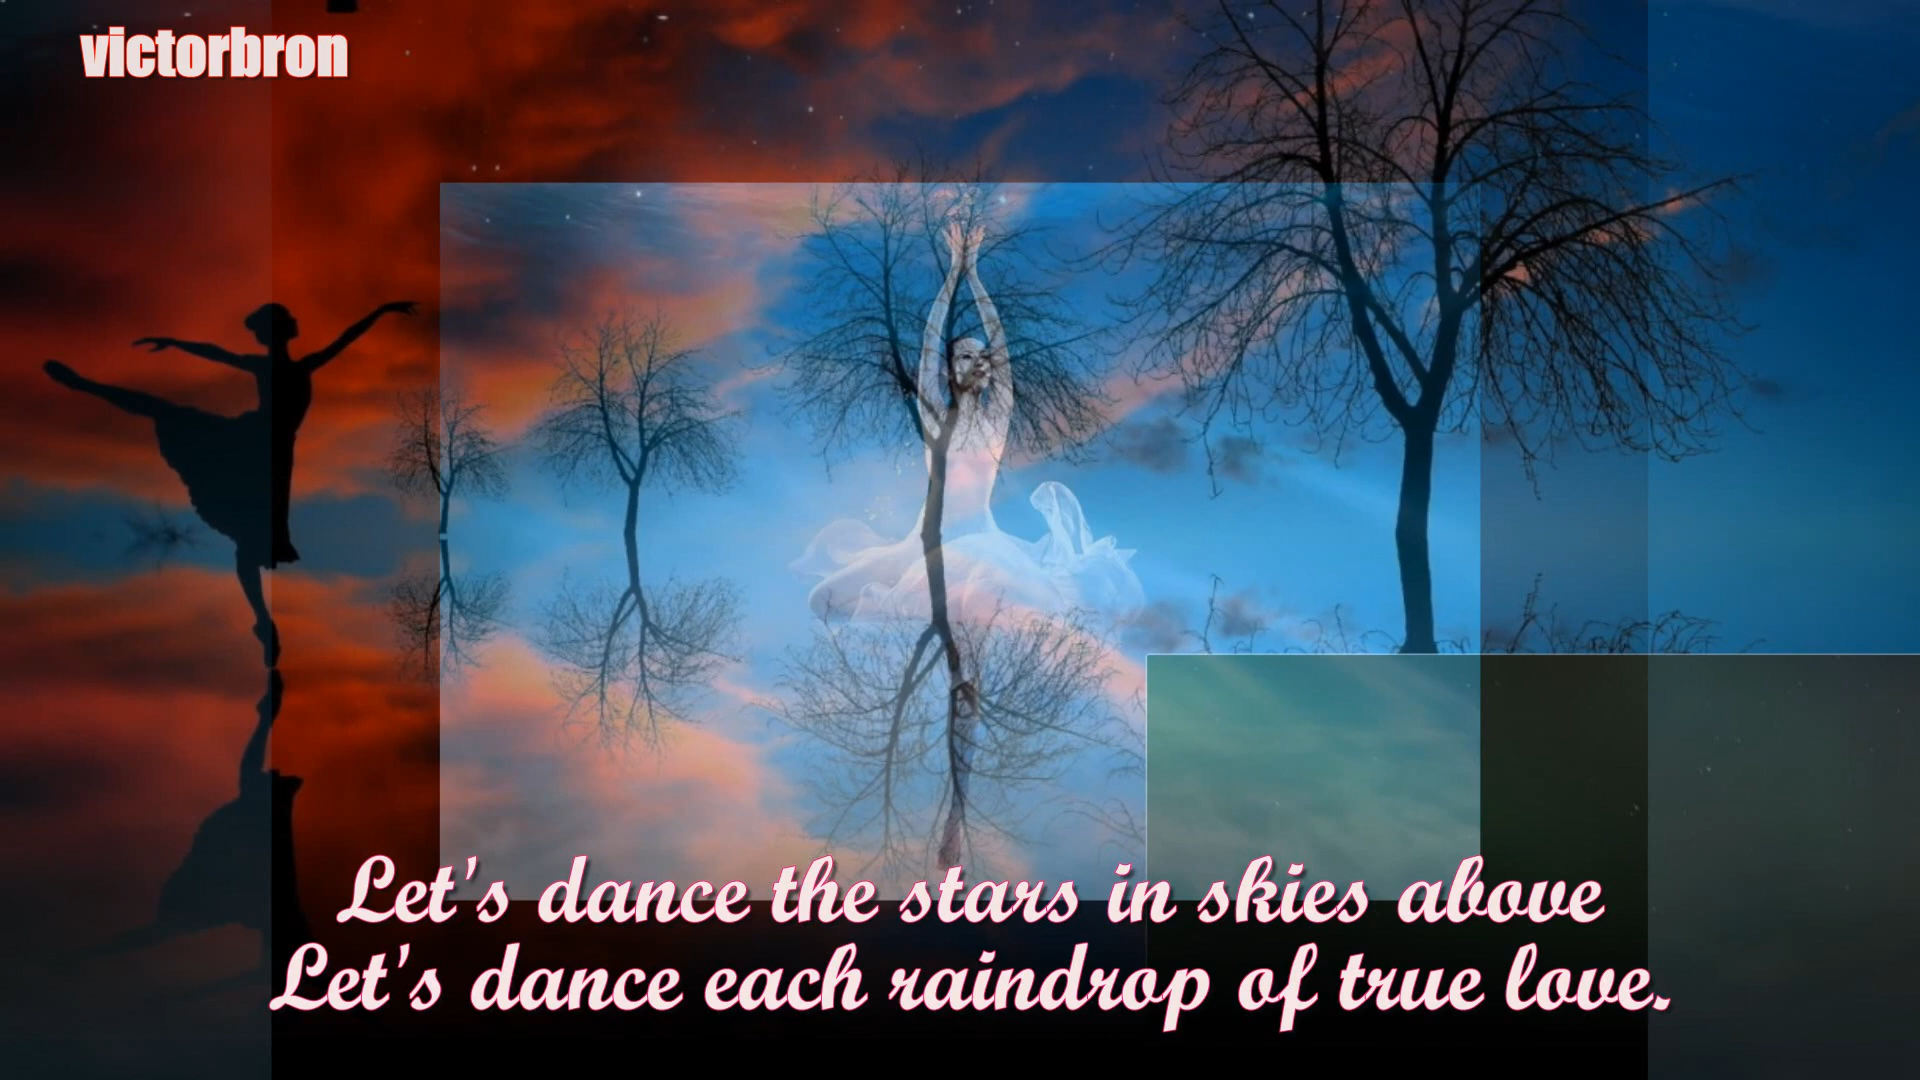 victorbron
Let's dance the stars in skies above
Let's dance each raindrop of true love.